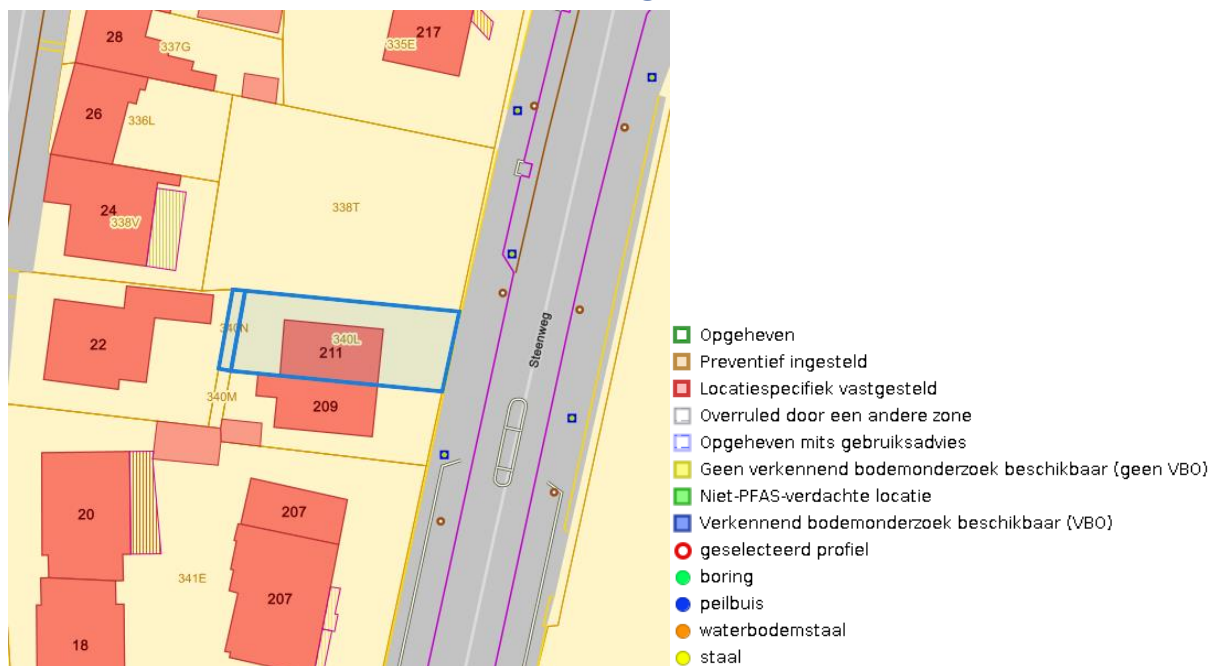 28
337G
217
335E
26
336L
24
338V
338T
Steenweg
22
340N
340L
211
340M
209
20
207
341E
207
18
Opgeheven
Preventief ingesteld
Locatiespecifiek vastgesteld
Overruled door een andere zone
Opgeheven mits gebruiksadvies
Geen verkennend bodemonderzoek beschikbaar (geen VBO)
Niet-PFAS-verdachte locatie
Verkennend bodemonderzoek beschikbaar (VBO)
geselecteerd profiel
boring
peilbuis
waterbodemstaal
staal